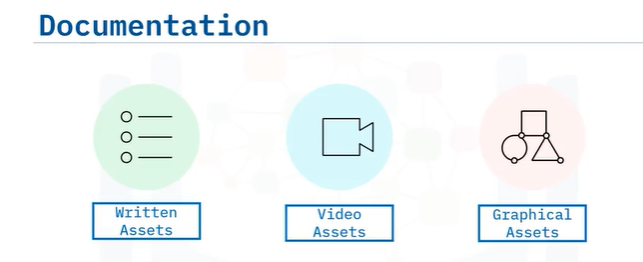 Documentation
Written
Assets
Video
Assets
Graphical
Assets